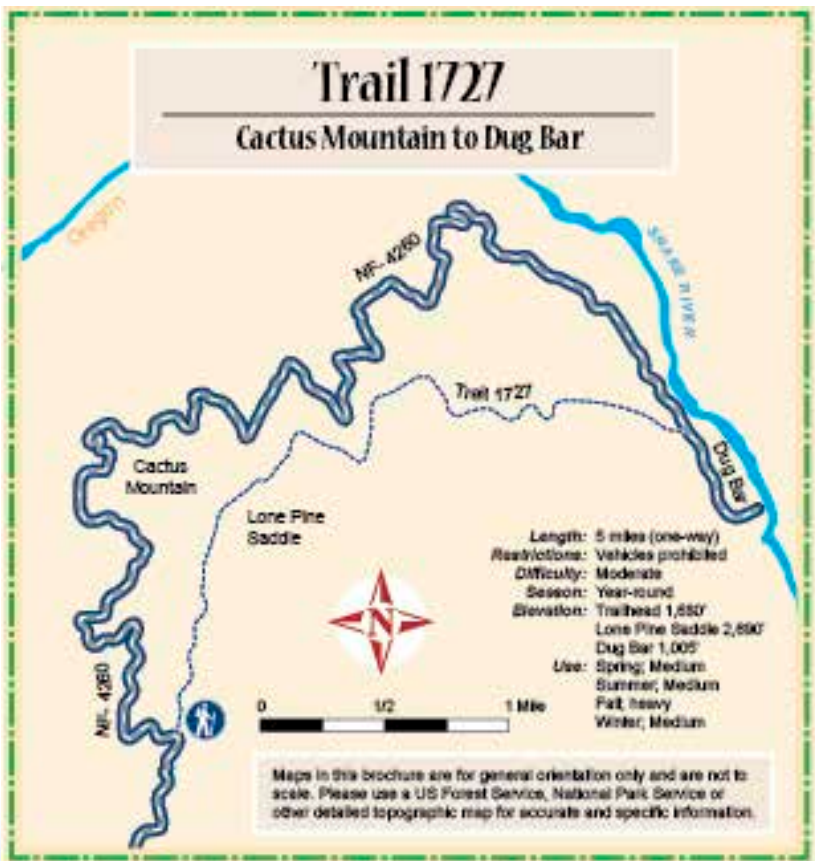 Trail 1727
Cactus Mountain to Dug Bar
Oregon
NF- 4260
SNAKE RIVER
Trail 1727
Cactus
Mountain
Dug Bar
Lone Pine
Saddle
Length: 5 miles (one-way)
Restrictions: Vehicles prohibited
Difficulty: Moderate
Season: Year-round
Elevation: Trailhead
Lone Pine Saddle 2,690'
Dug Bar 1,005'
Use: Spring; Medium
Summer; Medium
Fall; heavy
Winter; Medium
N
NF- 4260
0 1/2 1 Mile
Maps in this brochure are for general orientation only and are not to
scale. Please use a US Forest Service, National Park Service or
other detailed topographic map for accurate and specific information.